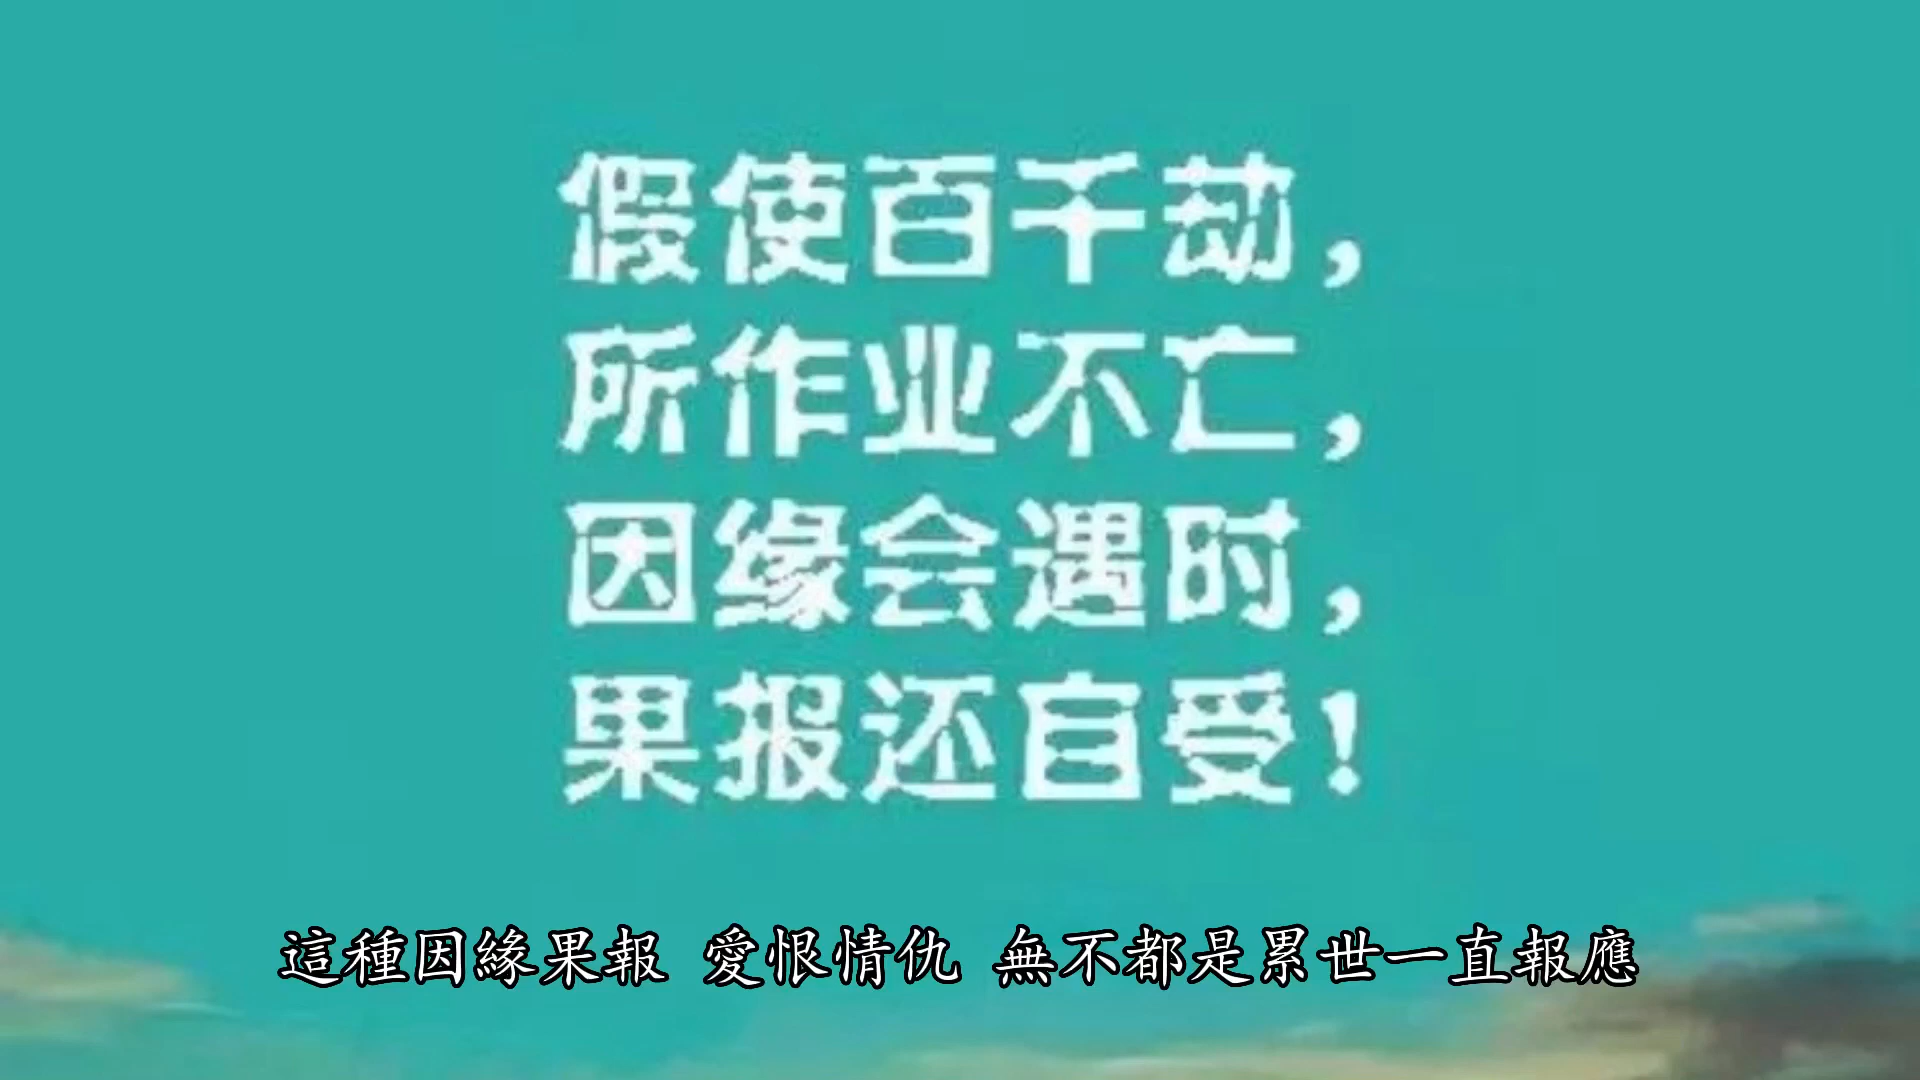 假使百千劫，
所作业不亡，
因缘会遇时，
果报还自受！
這種因緣果報 愛恨情仇 無不都是累世一直報應